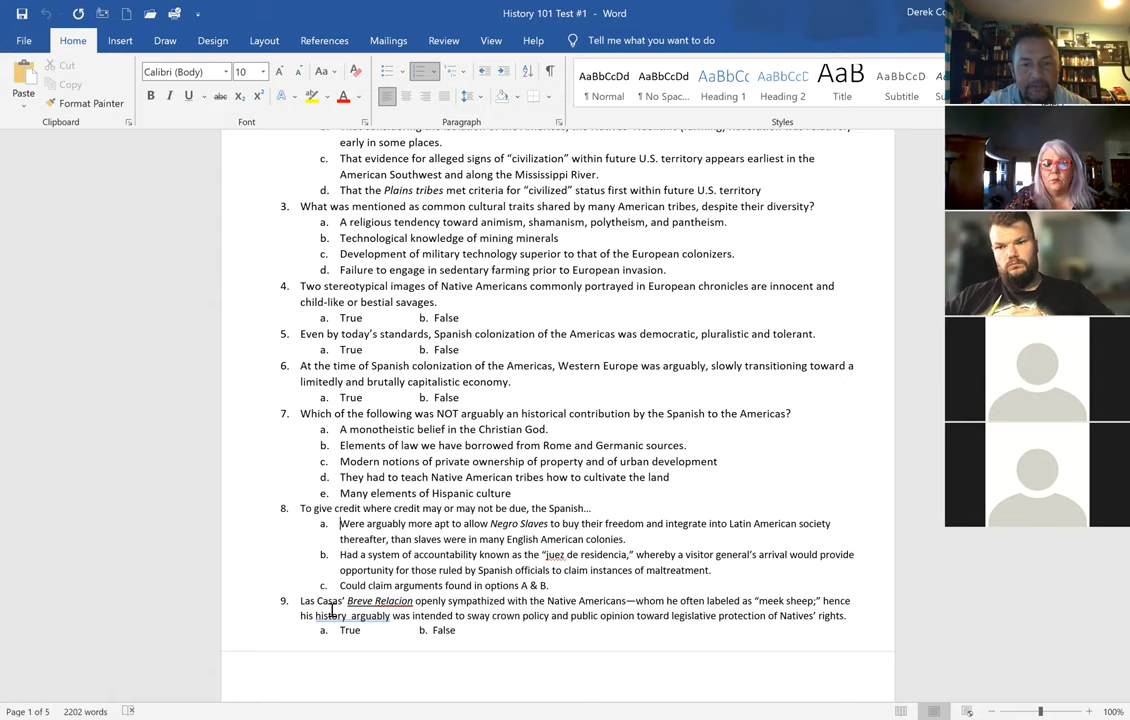 History 101 Test #1 - Word
Derek Co
File Home Insert Draw Design Layout References Mailings Review View Help Tell me what you want to do
Cut
Copy
Paste
Format Painter
Calibri (Body) 10
AaBbCcDd AaBbCcDd AaBbCc AaBbCcDd AaB AaBbCcDd
¶ Normal ¶ No Spac... Heading 1 Heading 2 Title Subtitle
Clipboard Font Paragraph Styles
early in some places.
c. That evidence for alleged signs of “civilization” within future U.S. territory appears earliest in the
American Southwest and along the Mississippi River.
d. That the Plains tribes met criteria for “civilized” status first within future U.S. territory
3. What was mentioned as common cultural traits shared by many American tribes, despite their diversity?
a. A religious tendency toward animism, shamanism, polytheism, and pantheism.
b. Technological knowledge of mining minerals
c. Development of military technology superior to that of the European colonizers.
d. Failure to engage in sedentary farming prior to European invasion.
4. Two stereotypical images of Native Americans commonly portrayed in European chronicles are innocent and
child-like or bestial savages.
a. True b. False
5. Even by today’s standards, Spanish colonization of the Americas was democratic, pluralistic and tolerant.
a. True b. False
6. At the time of Spanish colonization of the Americas, Western Europe was arguably, slowly transitioning toward a
limitedly and brutally capitalistic economy.
a. True b. False
7. Which of the following was NOT arguably an historical contribution by the Spanish to the Americas?
a. A monotheistic belief in the Christian God.
b. Elements of law we have borrowed from Rome and Germanic sources.
c. Modern notions of private ownership of property and of urban development
d. They had to teach Native American tribes how to cultivate the land
e. Many elements of Hispanic culture
8. To give credit where credit may or may not be due, the Spanish…
a. Were arguably more apt to allow Negro Slaves to buy their freedom and integrate into Latin American society
thereafter, than slaves were in many English American colonies.
b. Had a system of accountability known as the “juez de residencia,” whereby a visitor general’s arrival would provide
opportunity for those ruled by Spanish officials to claim instances of maltreatment.
c. Could claim arguments found in options A & B.
9. Las Casas’ Breve Relacion openly sympathized with the Native Americans—whom he often labeled as “meek sheep;” hence
his history arguably was intended to sway crown policy and public opinion toward legislative protection of Natives’ rights.
a. True b. False
Page 1 of 5 2202 words 100%